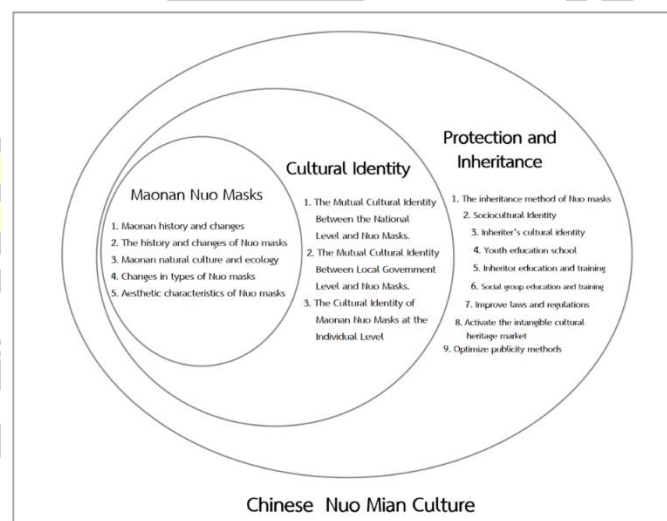 Maonan Nuo Masks
1. Maonan history and changes
2. The history and changes of Nuo masks
3. Maonan natural culture and ecology
4. Changes in types of Nuo masks
5. Aesthetic characteristics of Nuo masks
Cultural Identity
1. The Mutual Cultural Identity
Between the National
Level and Nuo Masks.
2. The Mutual Cultural Identity
Between Local Government
Level and Nuo Masks.
3. The Cultural Identity of
Maonan Nuo Masks at the
Individual Level
Protection and
Inheritance
1. The inheritance method of Nuo masks
2. Sociocultural Identity
3. Inheriter's cultural identity
4. Youth education school
5. Inheritor education and training
6. Social group education and training
7. Improve laws and regulations
8. Activate the intangible cultural
heritage market
9. Optimize publicity methods
Chinese Nuo Mian Culture